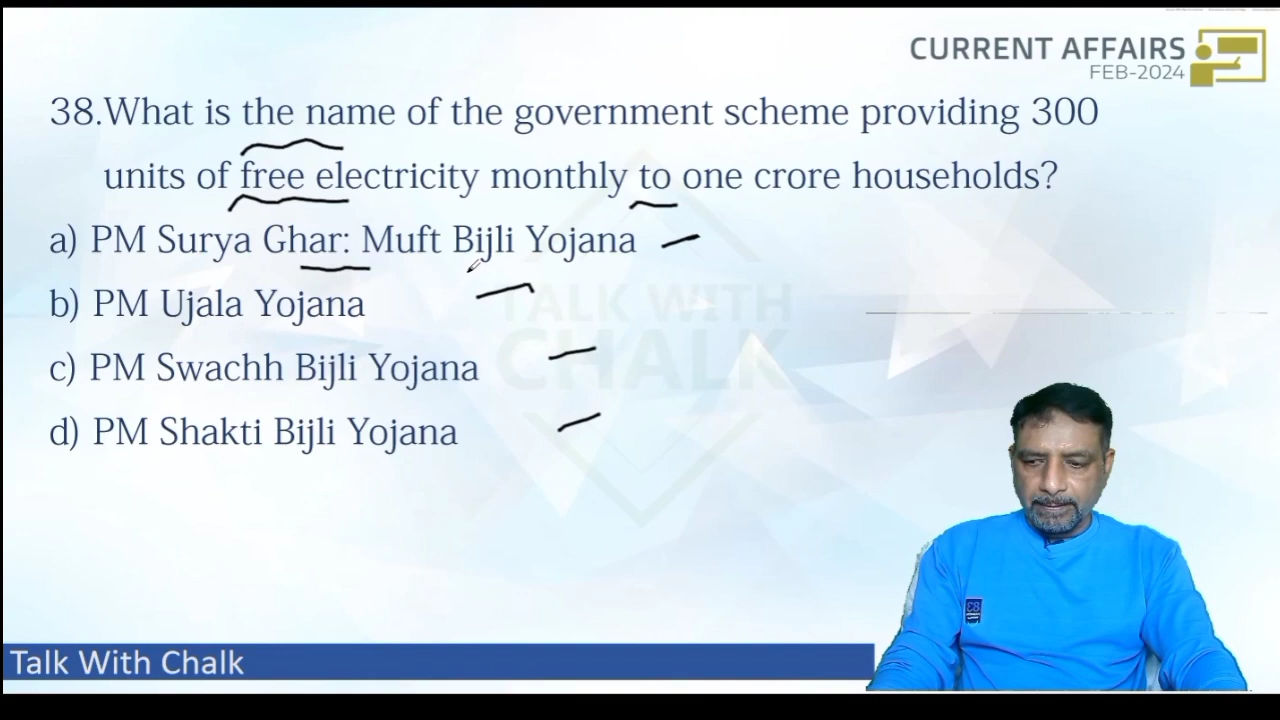 CURRENT AFFAIRS
FEB-2024
38.What is the name of the government scheme providing 300
units of free electricity monthly to one crore households?
a) PM Surya Ghar: Muft Bijli Yojana
b) PM Ujala Yojana
c) PM Swachh Bijli Yojana
d) PM Shakti Bijli Yojana
TALK WITH
CHALK
Talk With Chalk